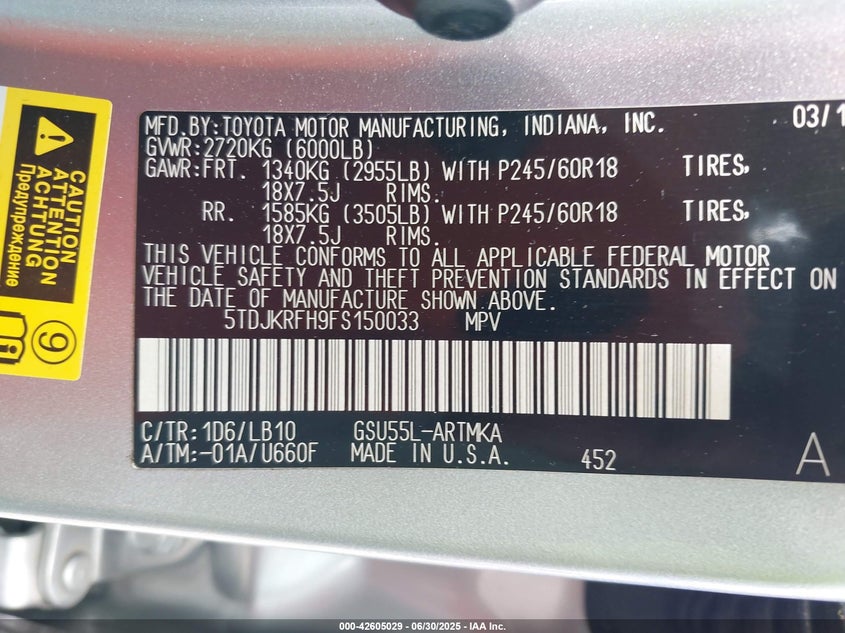 MFD.BY:TOYOTA MOTOR MANUFACTURING, INDIANA, INC. 03/1
GVWR:2720KG (6000LB)
GAWR:FRT. 1340KG (2955LB) WITH P245/60R18 TIRES,
18X7.5J RIMS.
RR. 1585KG (3505LB) WITH P245/60R18 TIRES,
18X7.5J RIMS.
THIS VEHICLE CONFORMS TO ALL APPLICABLE FEDERAL MOTOR
VEHICLE SAFETY AND THEFT PREVENTION STANDARDS IN EFFECT ON
THE DATE OF MANUFACTURE SHOWN ABOVE.
5TDJKRFH9FS150033 MPV
C/TR:1D6/LB10 GSU55L-ARTMKA
A/TM:-01A/U660F MADE IN U.S.A. 452 A
CAUTION
ATTENTION
ACHTUNG
Предупреждение
9
000-42605029 - 06/30/2025 - IAA Inc.